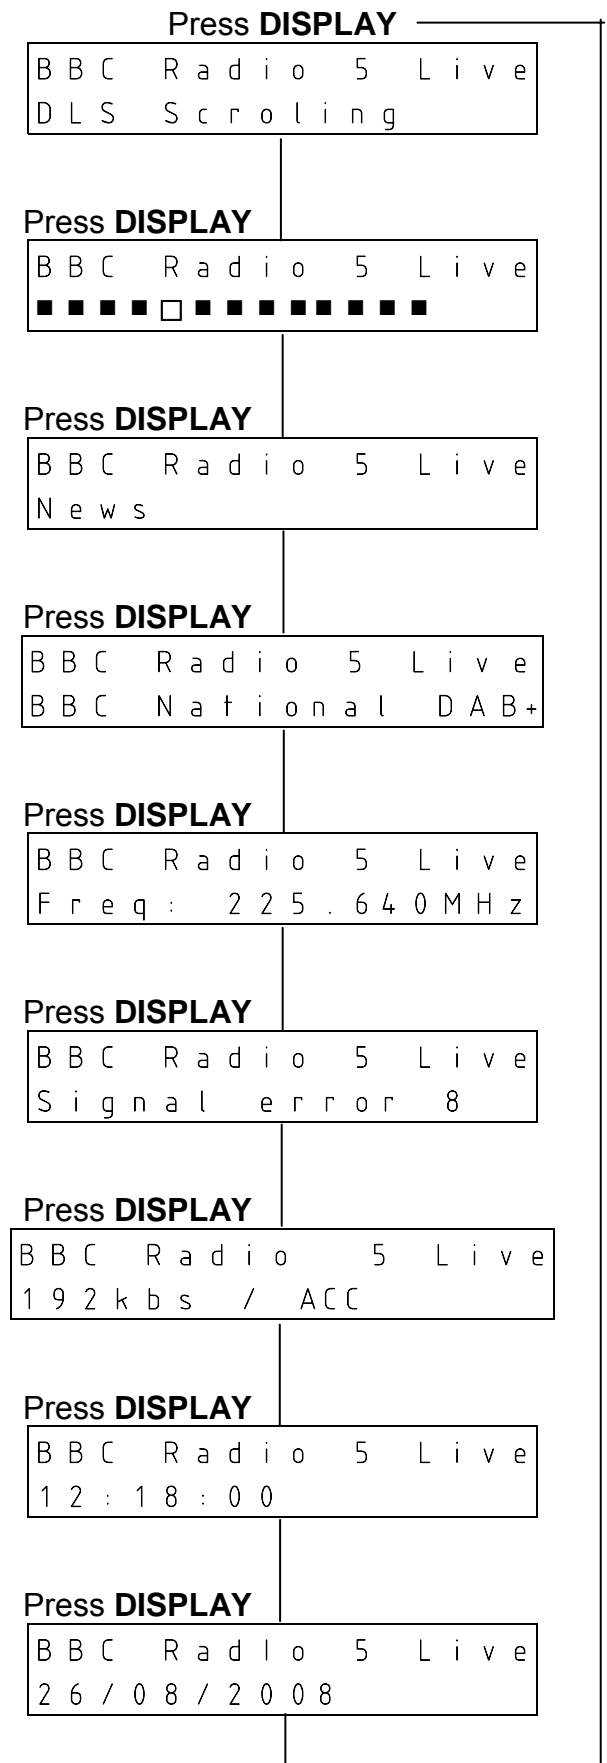 Press DISPLAY
BBC Radio 5 Live
DLS Scroling
Press DISPLAY
BBC Radio 5 Live
Press DISPLAY
BBC Radio 5 Live
News
Press DISPLAY
BBC Radio 5 Live
BBC National DAB+
Press DISPLAY
BBC Radio 5 Live
Freq: 225.640MHz
Press DISPLAY
BBC Radio 5 Live
Signal error 8
Press DISPLAY
BBC Radio 5 Live
192kbs / ACC
Press DISPLAY
BBC Radio 5 Live
12:18:00
Press DISPLAY
BBC Radlo 5 Live
26/08/2008